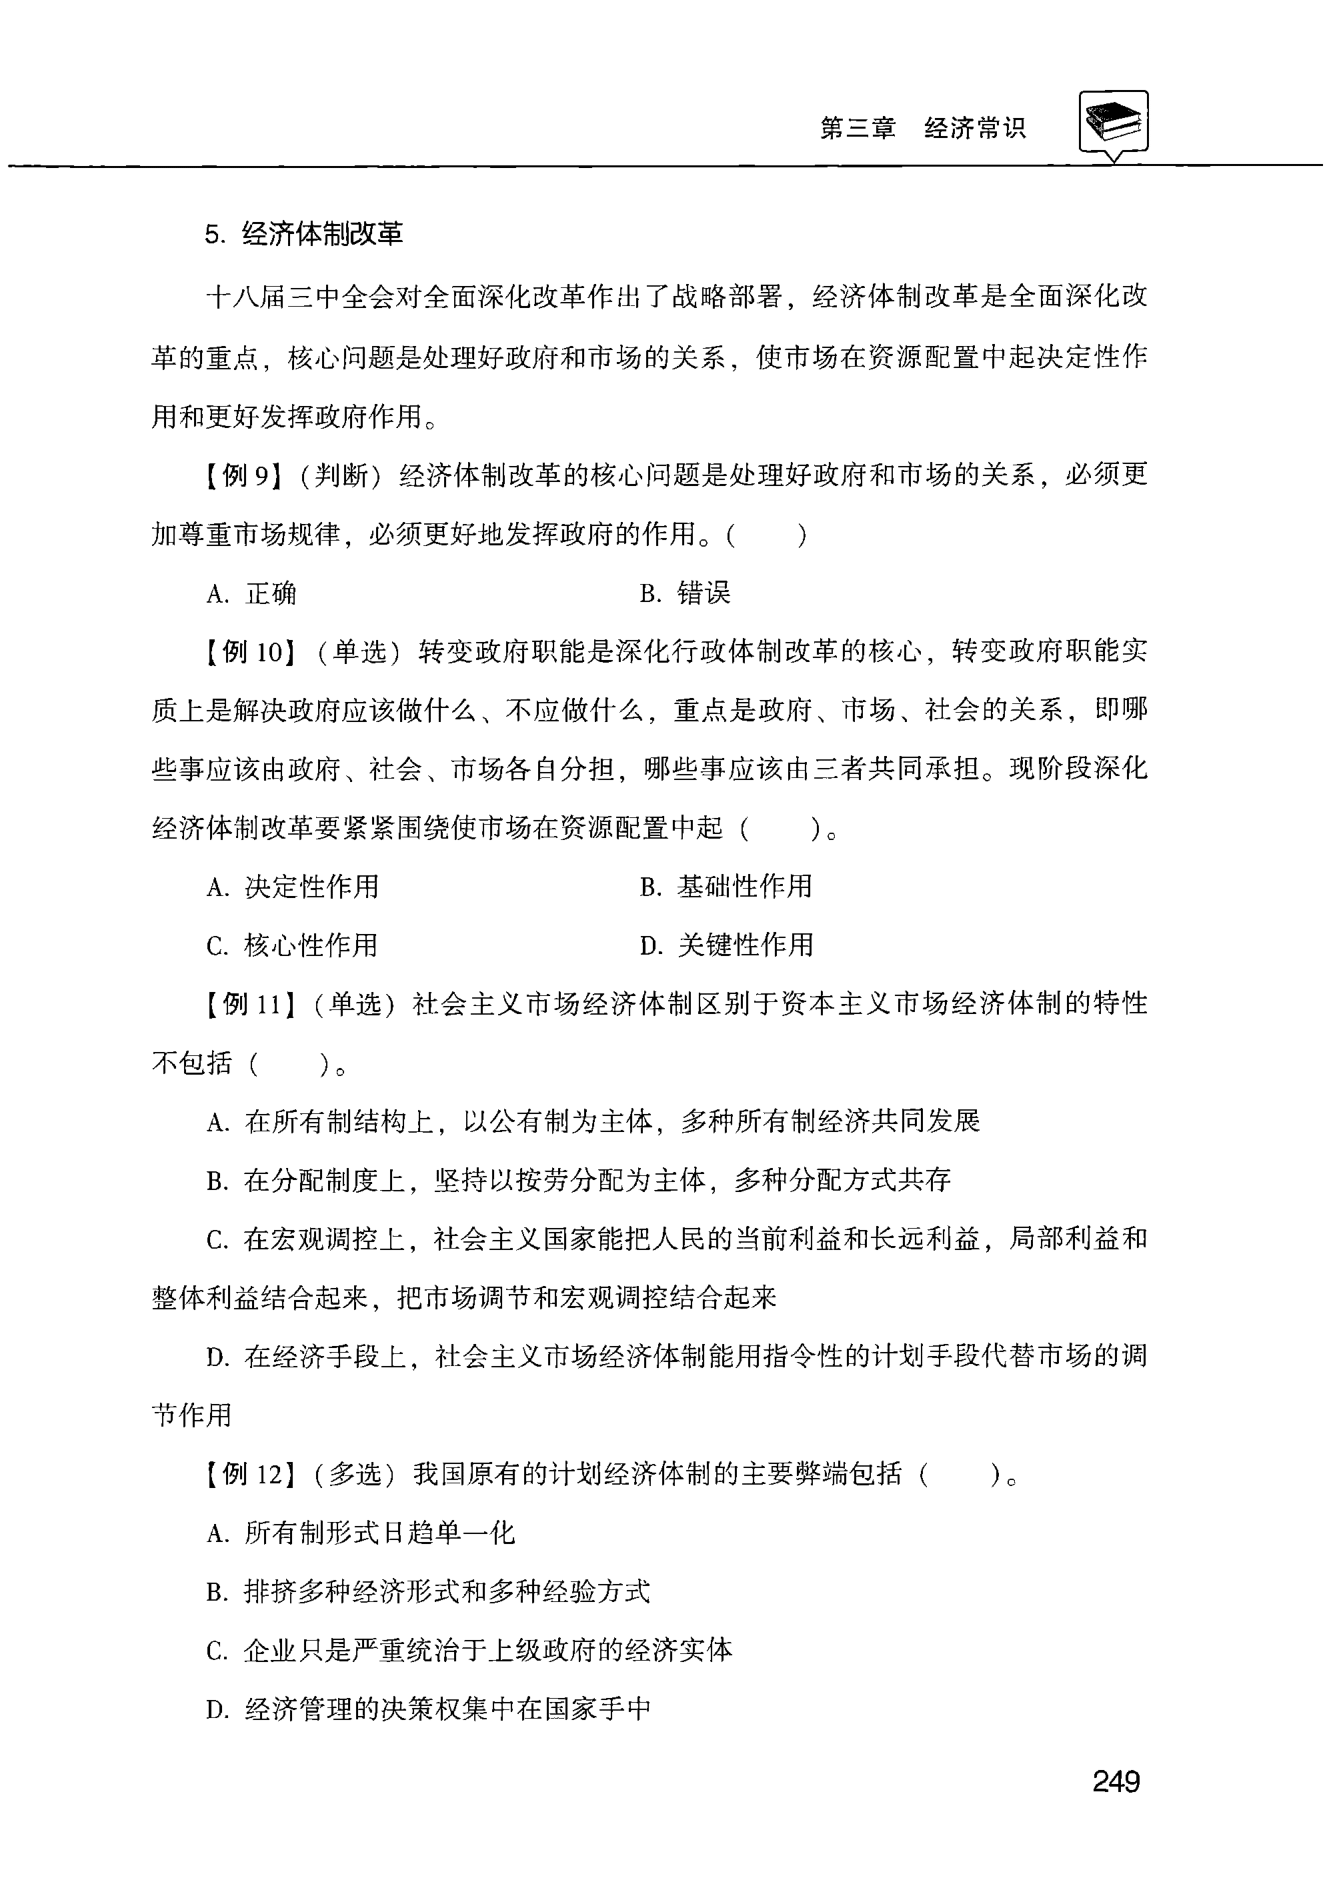 第三章 经济常识
5. 经济体制改革
十八届三中全会对全面深化改革作出了战略部署，经济体制改革是全面深化改
革的重点，核心问题是处理好政府和市场的关系，使市场在资源配置中起决定性作
用和更好发挥政府作用。
【例 9】（判断）经济体制改革的核心问题是处理好政府和市场的关系，必须更
加尊重市场规律，必须更好地发挥政府的作用。（ ）
A. 正确 B. 错误
【例 10】（单选）转变政府职能是深化行政体制改革的核心，转变政府职能实
质上是解决政府应该做什么、不应做什么，重点是政府、市场、社会的关系，即哪
些事应该由政府、社会、市场各自分担，哪些事应该由三者共同承担。现阶段深化
经济体制改革要紧紧围绕使市场在资源配置中起（ ）。
A. 决定性作用 B. 基础性作用
C. 核心性作用 D. 关键性作用
【例 11】（单选）社会主义市场经济体制区别于资本主义市场经济体制的特性
不包括（ ）。
A. 在所有制结构上，以公有制为主体，多种所有制经济共同发展
B. 在分配制度上，坚持以按劳分配为主体，多种分配方式共存
C. 在宏观调控上，社会主义国家能把人民的当前利益和长远利益，局部利益和
整体利益结合起来，把市场调节和宏观调控结合起来
D. 在经济手段上，社会主义市场经济体制能用指令性的计划手段代替市场的调
节作用
【例 12】（多选）我国原有的计划经济体制的主要弊端包括（ ）。
A. 所有制形式日趋单一化
B. 排挤多种经济形式和多种经验方式
C. 企业只是严重统治于上级政府的经济实体
D. 经济管理的决策权集中在国家手中
249